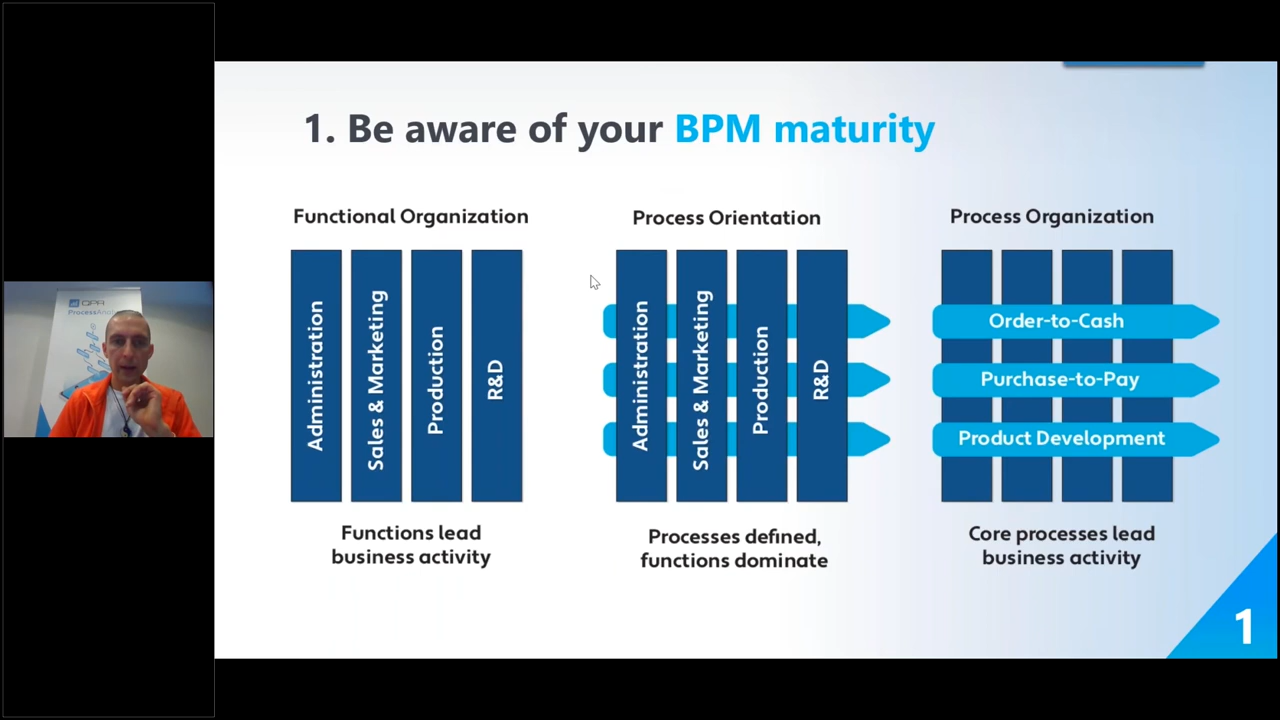 1. Be aware of your BPM maturity
Functional Organization
Administration
Sales & Marketing
Production
R&D
Functions lead
business activity
Process Orientation
Administration
Sales & Marketing
Production
R&D
Processes defined,
functions dominate
Process Organization
Order-to-Cash
Purchase-to-Pay
Product Development
Core processes lead
business activity
1
QPR